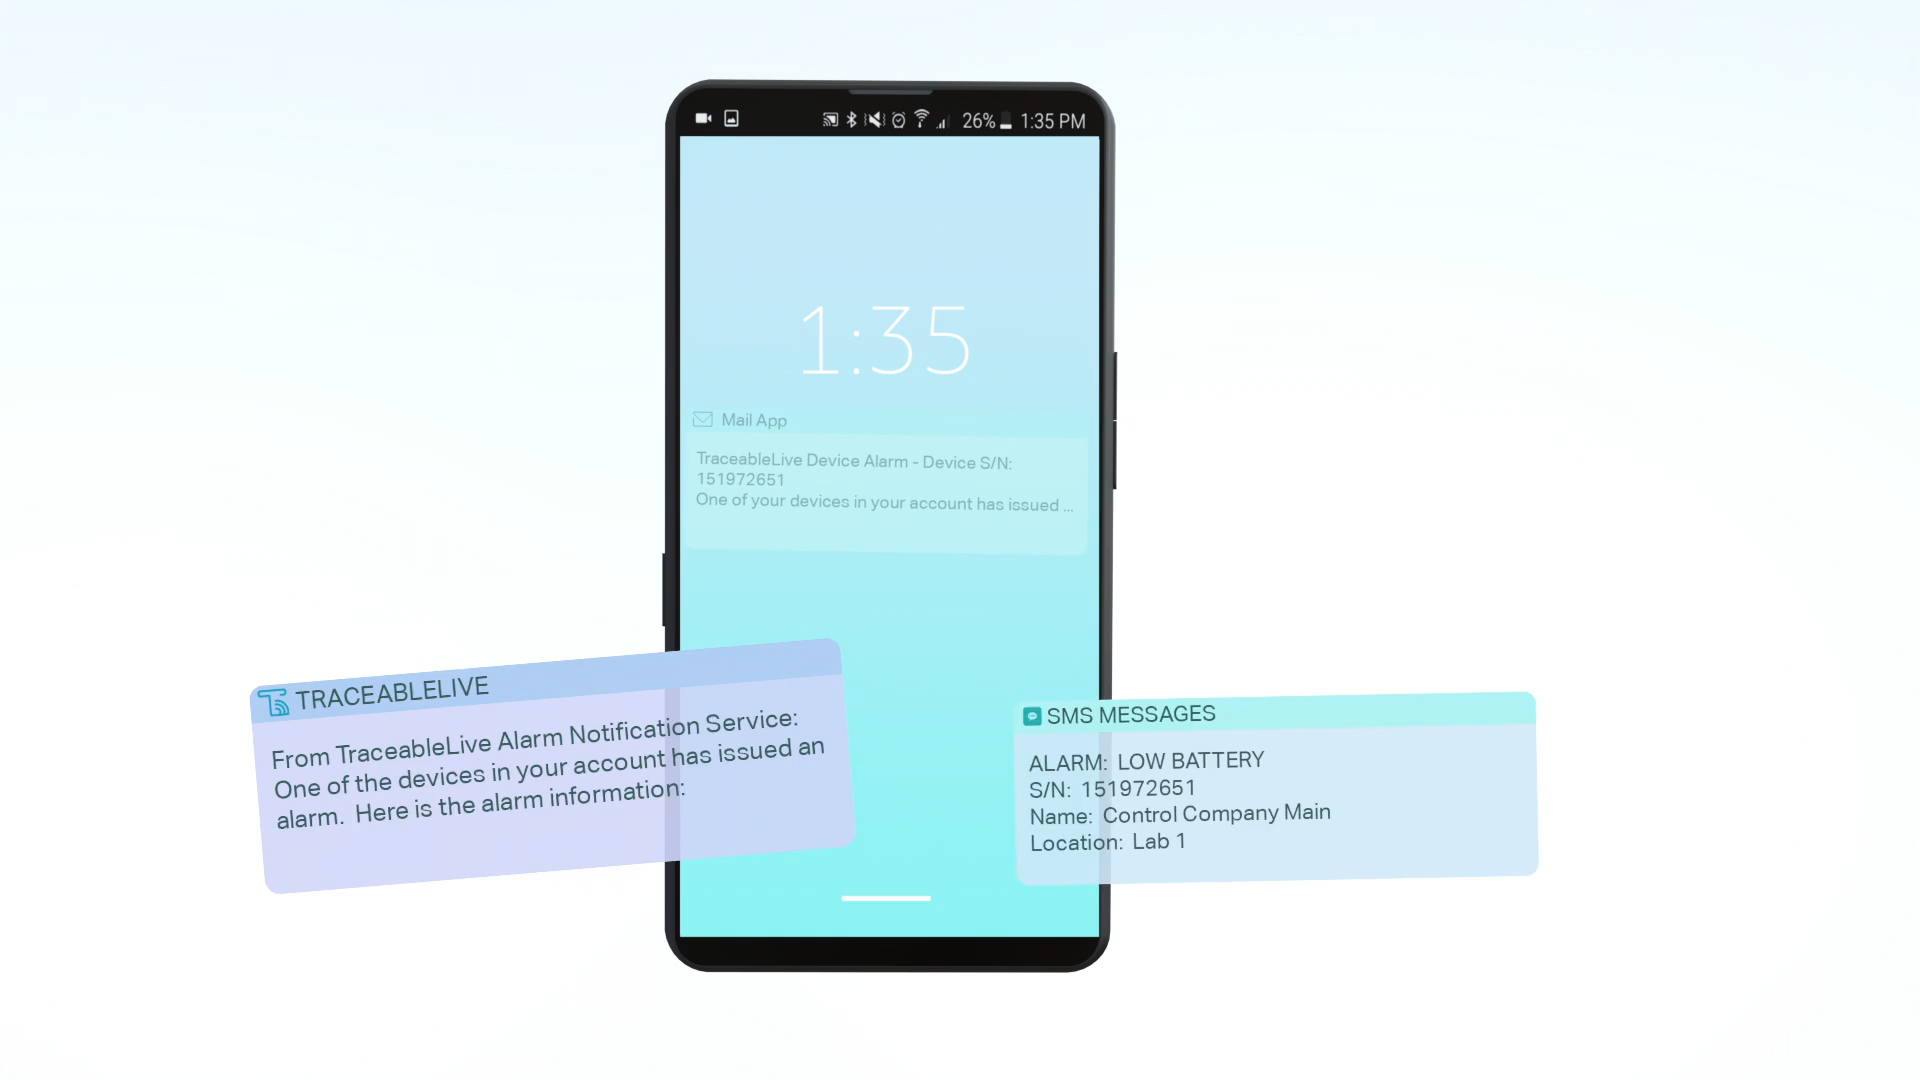 26% 1:35 PM
1:35
Mail App
TraceableLive Device Alarm - Device S/N:
151972651
One of your devices in your account has issued ...
TRACEABLELIVE
From TraceableLive Alarm Notification Service:
One of the devices in your account has issued an
alarm. Here is the alarm information:
SMS MESSAGES
ALARM: LOW BATTERY
S/N: 151972651
Name: Control Company Main
Location: Lab 1